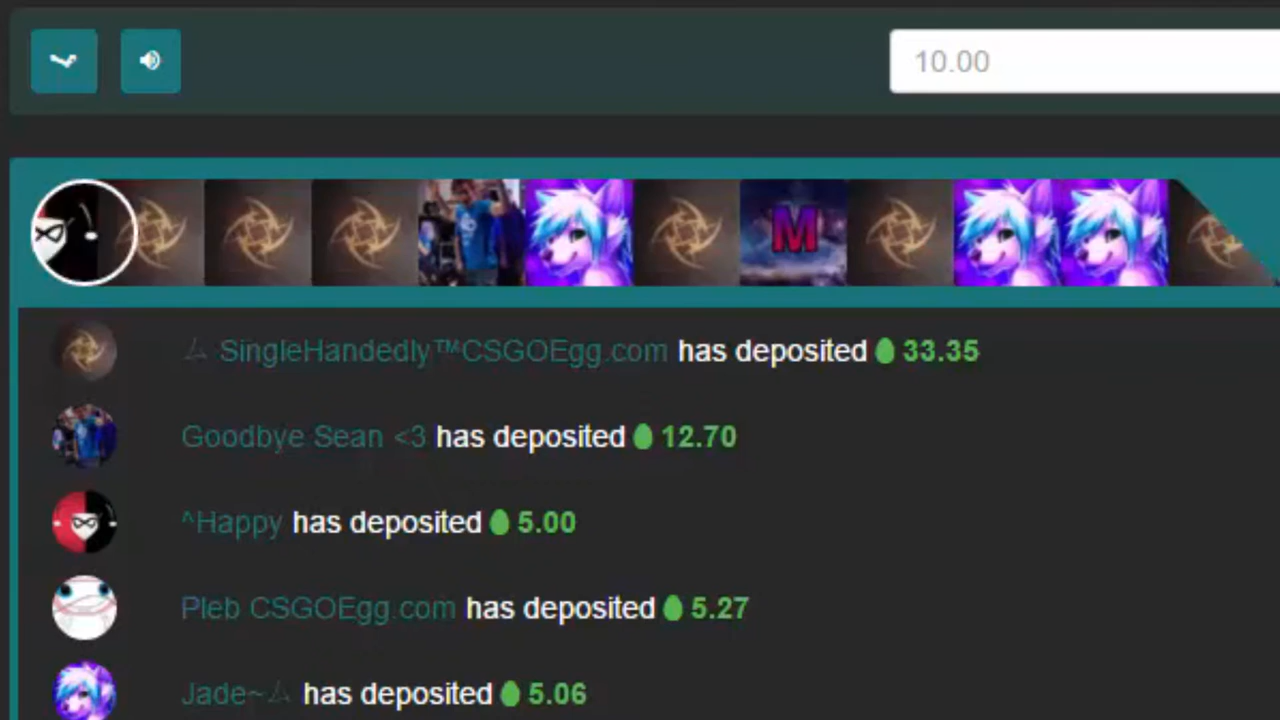 10.00
M
SingleHandedly™CSGOEgg.com has deposited 33.35
Goodbye Sean <3 has deposited 12.70
^Happy has deposited 5.00
Pleb CSGOEgg.com has deposited 5.27
Jade~ has deposited 5.06